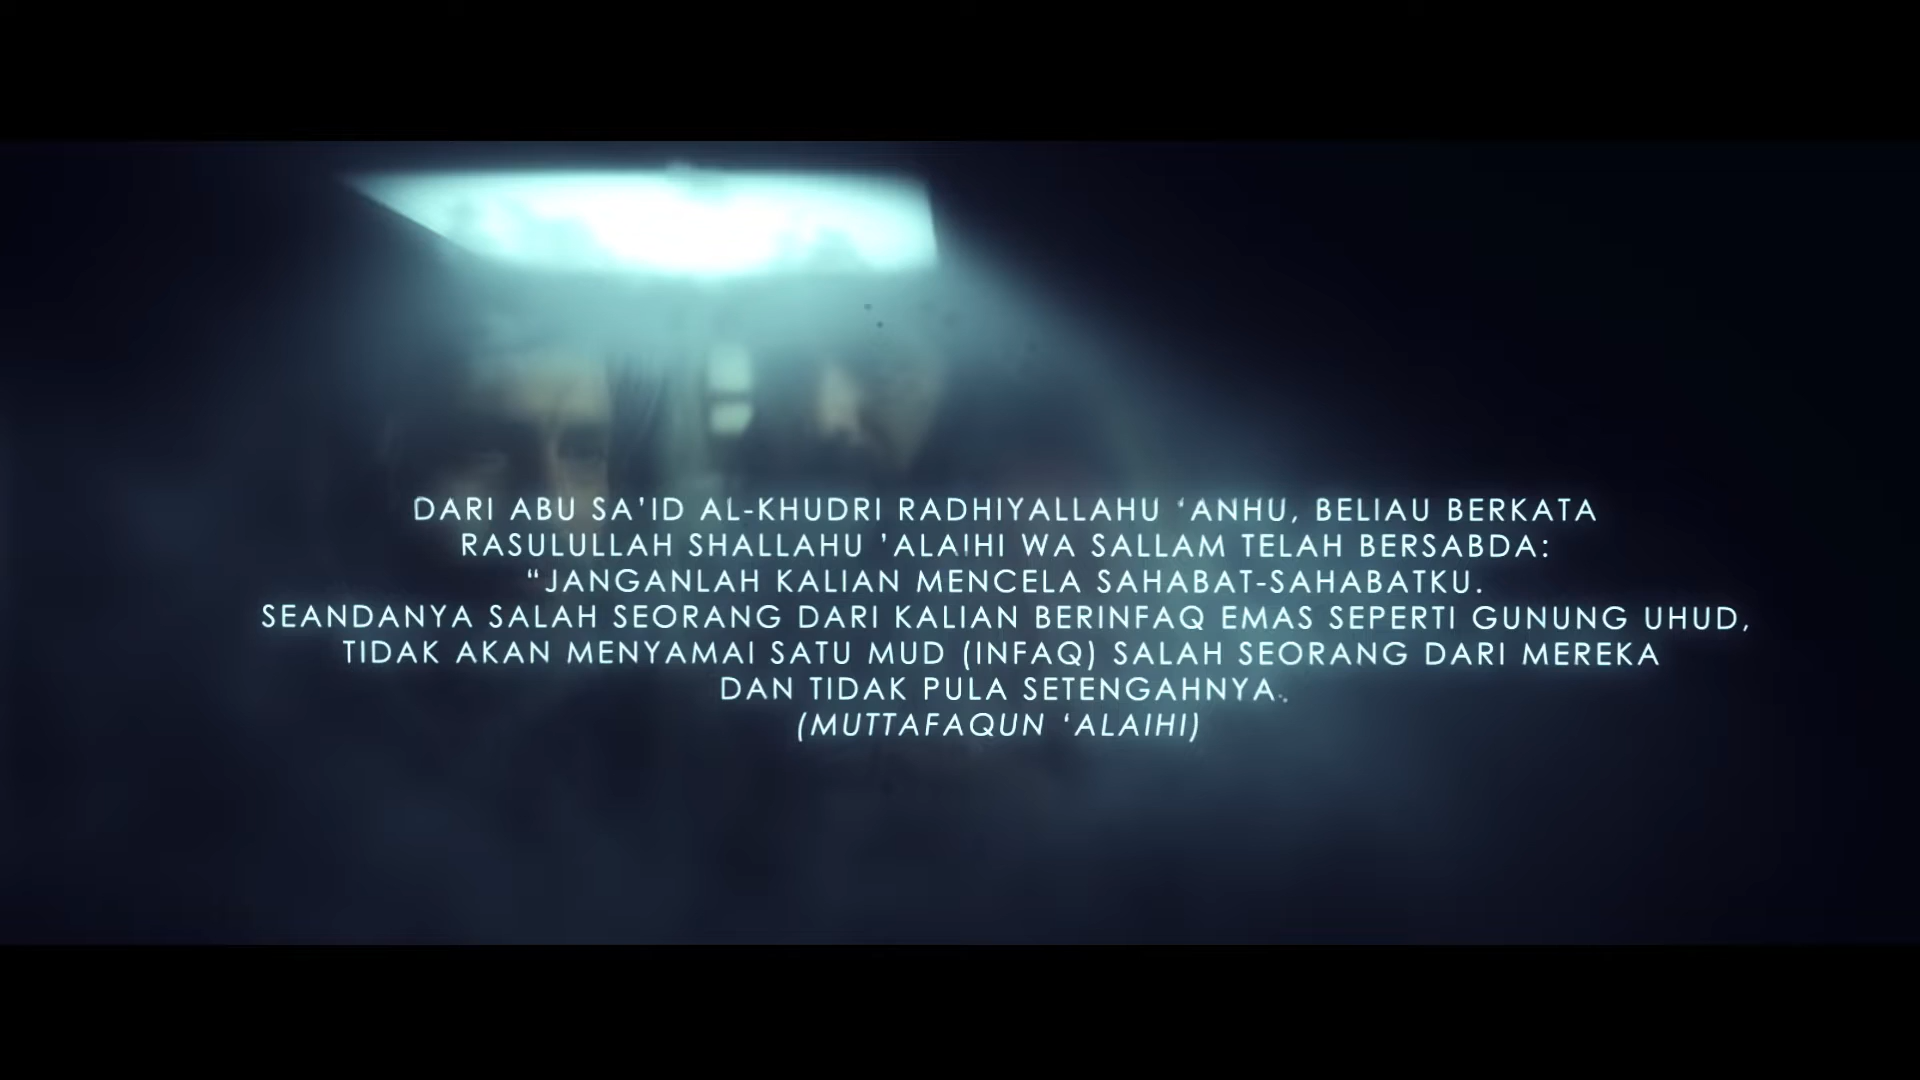 DARI ABU SA’ID AL-KHUDRI RADHIYALLAHU ‘ANHU, BELIAU BERKATA
RASULULLAH SHALLAHU ’ALAIHI WA SALLAM TELAH BERSABDA:
“JANGANLAH KALIAN MENCELA SAHABAT-SAHABATKU.
SEANDANYA SALAH SEORANG DARI KALIAN BERINFAQ EMAS SEPERTI GUNUNG UHUD,
TIDAK AKAN MENYAMAI SATU MUD (INFAQ) SALAH SEORANG DARI MEREKA
DAN TIDAK PULA SETENGAHNYA.
(MUTTAFAQUN ‘ALAIHI)